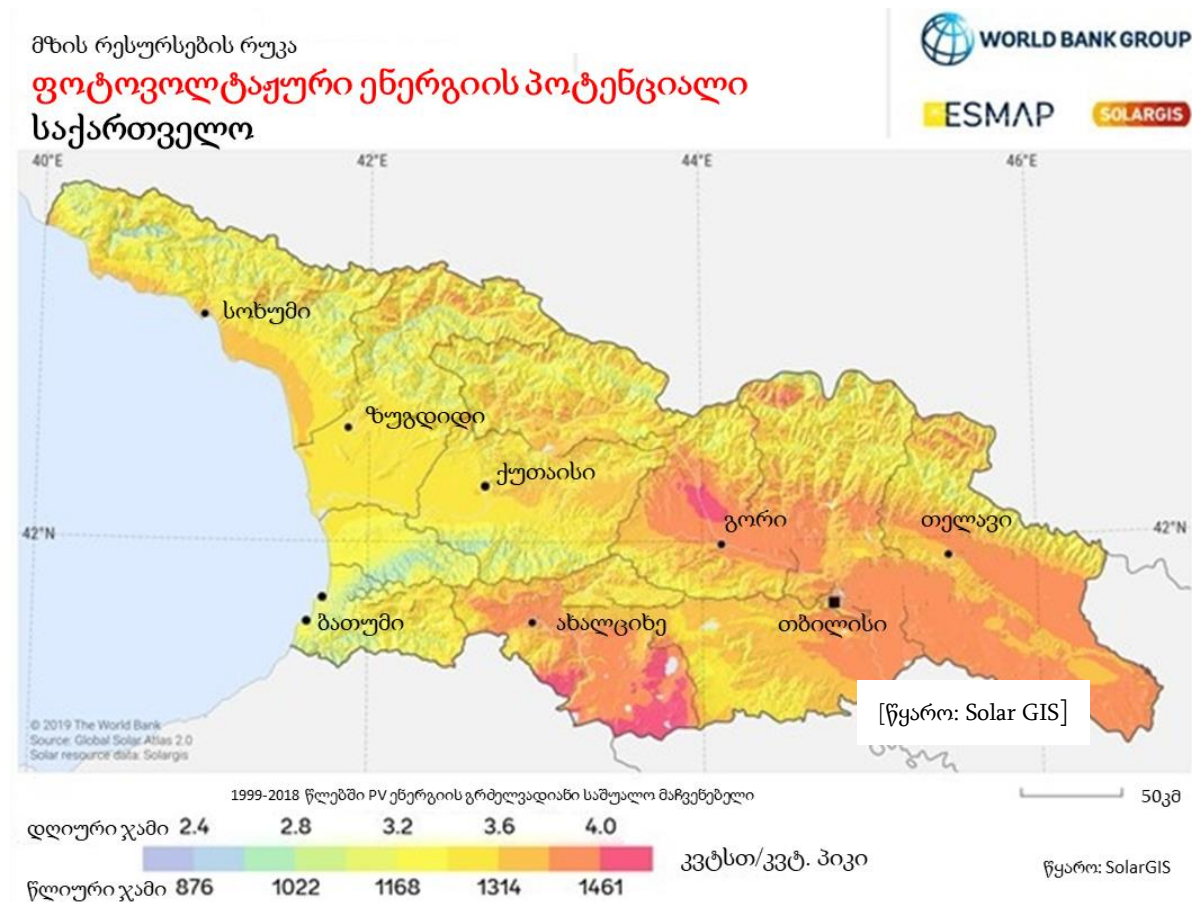 მზის რესურსების რუკა
ფოტოვოლტაჟური ენერგიის პოტენციალი
საქართველო
WORLD BANK GROUP
ESMAP
SOLARGIS
40°E 42°E 44°E 46°E
სოხუმი
ზუგდიდი
ქუთაისი
გორი
თელავი
42°N
42°N
ბათუმი
ახალციხე
თბილისი
[წყარო: Solar GIS]
© 2019 The World Bank
Source: Global Solar Atlas 2.0
Solar resource data: Solargis
1999-2018 წლებში PV ენერგიის გრძელვადიანი საშუალო მაჩვენებელი
50კმ
დღიური ჯამი 2.4 2.8 3.2 3.6 4.0
კვტსთ/კვტ. პიკი
წყარო: SolarGIS
წლიური ჯამი 876 1022 1168 1314 1461